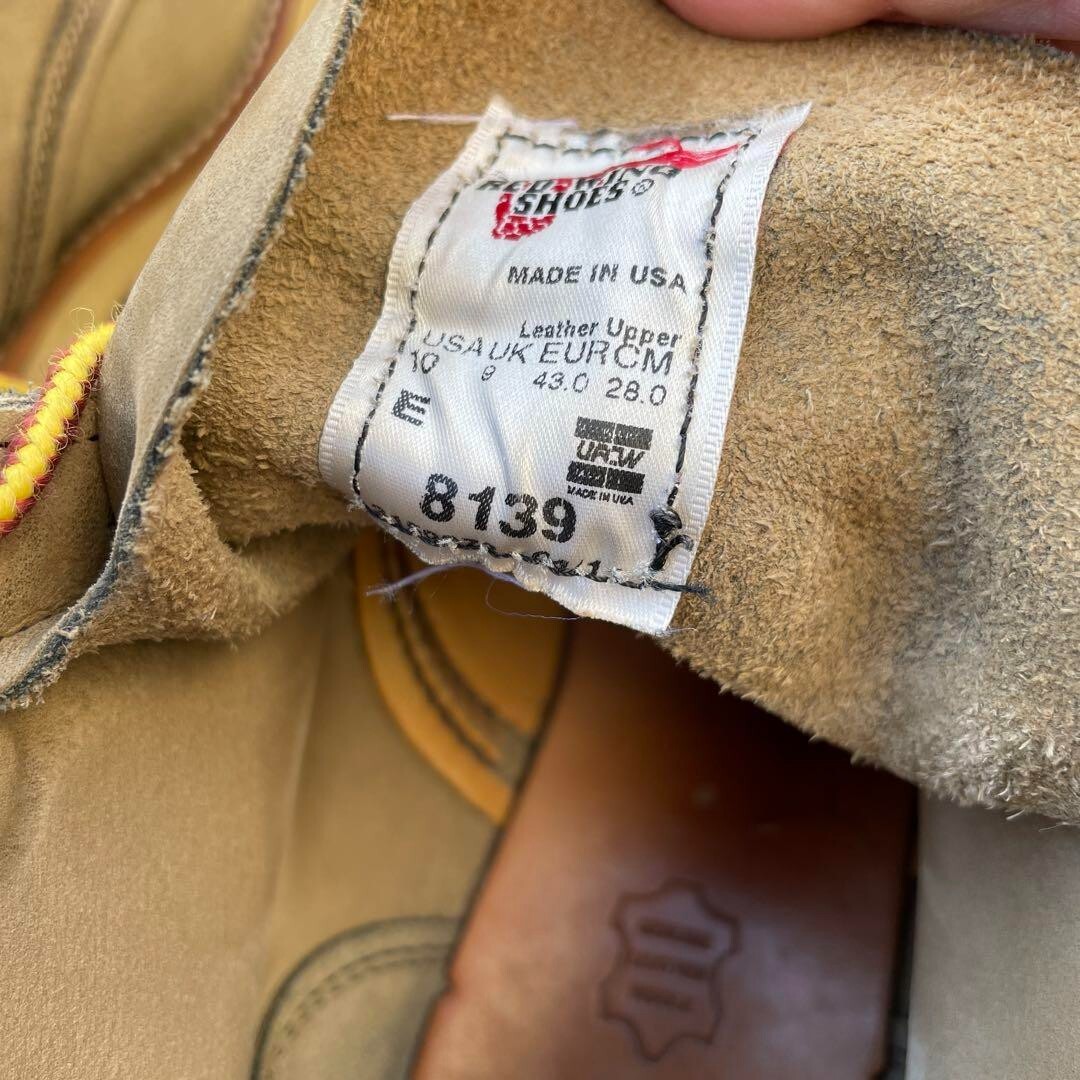 RED WING
SHOES ®
MADE IN USA
Leather Upper
USA UK EUR CM
10 9 43.0 28.0
E
URW
MADE IN USA
8139